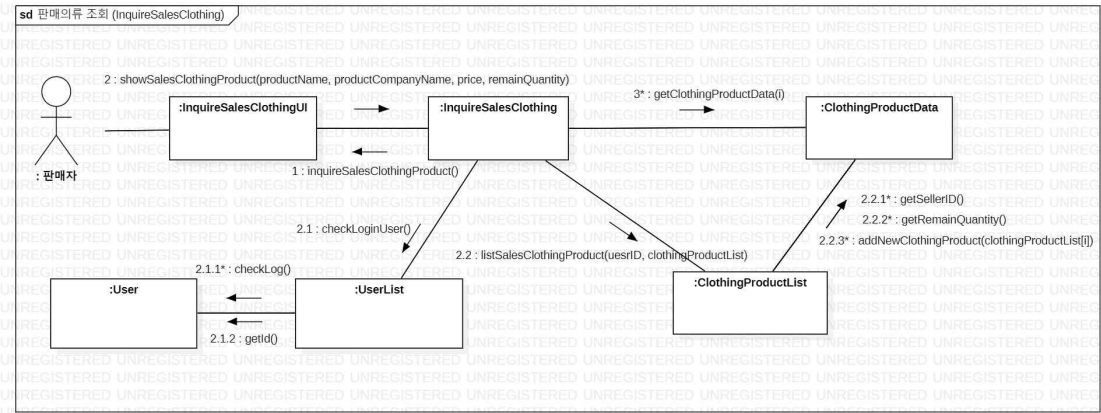 sd 판매의류 조회 (InquireSalesClothing)
2 : showSalesClothingProduct(productName, productCompanyName, price, remainQuantity)
3* : getClothingProductData(i)
:InquireSalesClothingUI
:InquireSalesClothing
:ClothingProductData
1 : inquireSalesClothingProduct()
: 판매자
2.2.1* : getSellerID()
2.2.2* : getRemainQuantity()
2.2.3* : addNewClothingProduct(clothingProductList[i])
2.1 : checkLoginUser()
2.2 : listSalesClothingProduct(uesrID, clothingProductList)
2.1.1* : checkLog()
:User
:UserList
:ClothingProductList
2.1.2 : getId()
UNREGISTERED